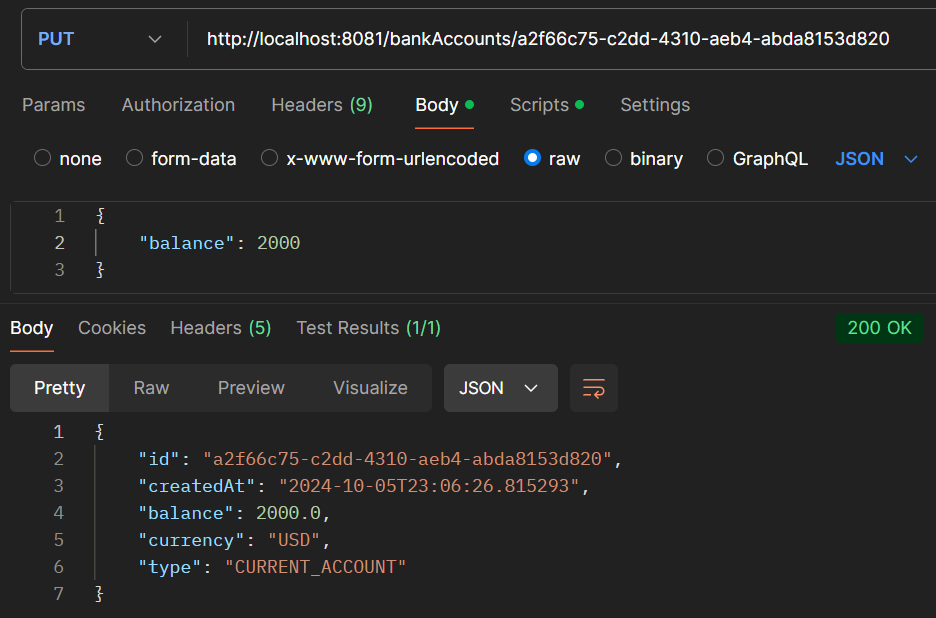 PUT http://localhost:8081/bankAccounts/a2f66c75-c2dd-4310-aeb4-abda8153d820
Params Authorization Headers (9) Body Scripts Settings
none form-data x-www-form-urlencoded raw binary GraphQL JSON
1 {
2 "balance": 2000
3 }
Body Cookies Headers (5) Test Results (1/1) 200 OK
Pretty Raw Preview Visualize JSON
1 {
2 "id": "a2f66c75-c2dd-4310-aeb4-abda8153d820",
3 "createdAt": "2024-10-05T23:06:26.815293",
4 "balance": 2000.0,
5 "currency": "USD",
6 "type": "CURRENT_ACCOUNT"
7 }